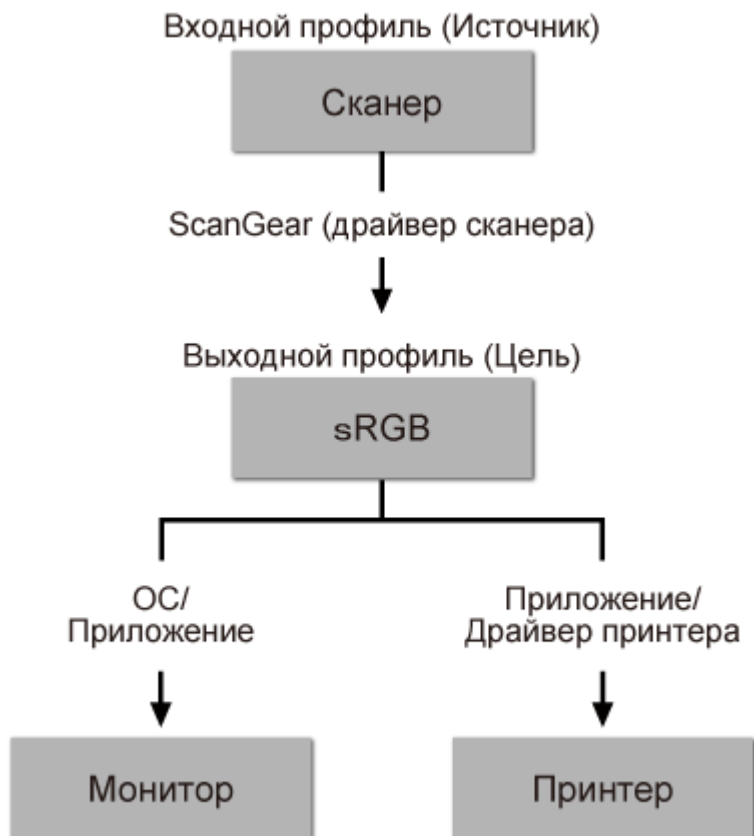 Входной профиль (Источник)
Сканер
ScanGear (драйвер сканера)
Выходной профиль (Цель)
sRGB
ОС/
Приложение
Приложение/
Драйвер принтера
Монитор
Принтер